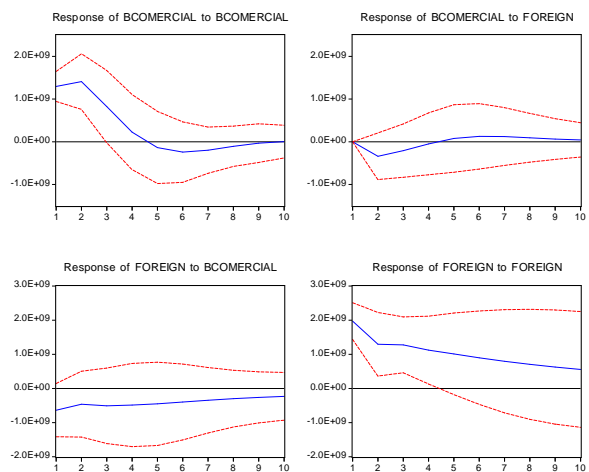 Response of BCOMERCIAL to BCOMERCIAL
2.0E+09
1.0E+09
0.0E+00
-1.0E+09
1 2 3 4 5 6 7 8 9 10
Response of BCOMERCIAL to FOREIGN
2.0E+09
1.0E+09
0.0E+00
-1.0E+09
1 2 3 4 5 6 7 8 9 10
Response of FOREIGN to BCOMERCIAL
3.0E+09
2.0E+09
1.0E+09
0.0E+00
-1.0E+09
-2.0E+09
1 2 3 4 5 6 7 8 9 10
Response of FOREIGN to FOREIGN
3.0E+09
2.0E+09
1.0E+09
0.0E+00
-1.0E+09
-2.0E+09
1 2 3 4 5 6 7 8 9 10